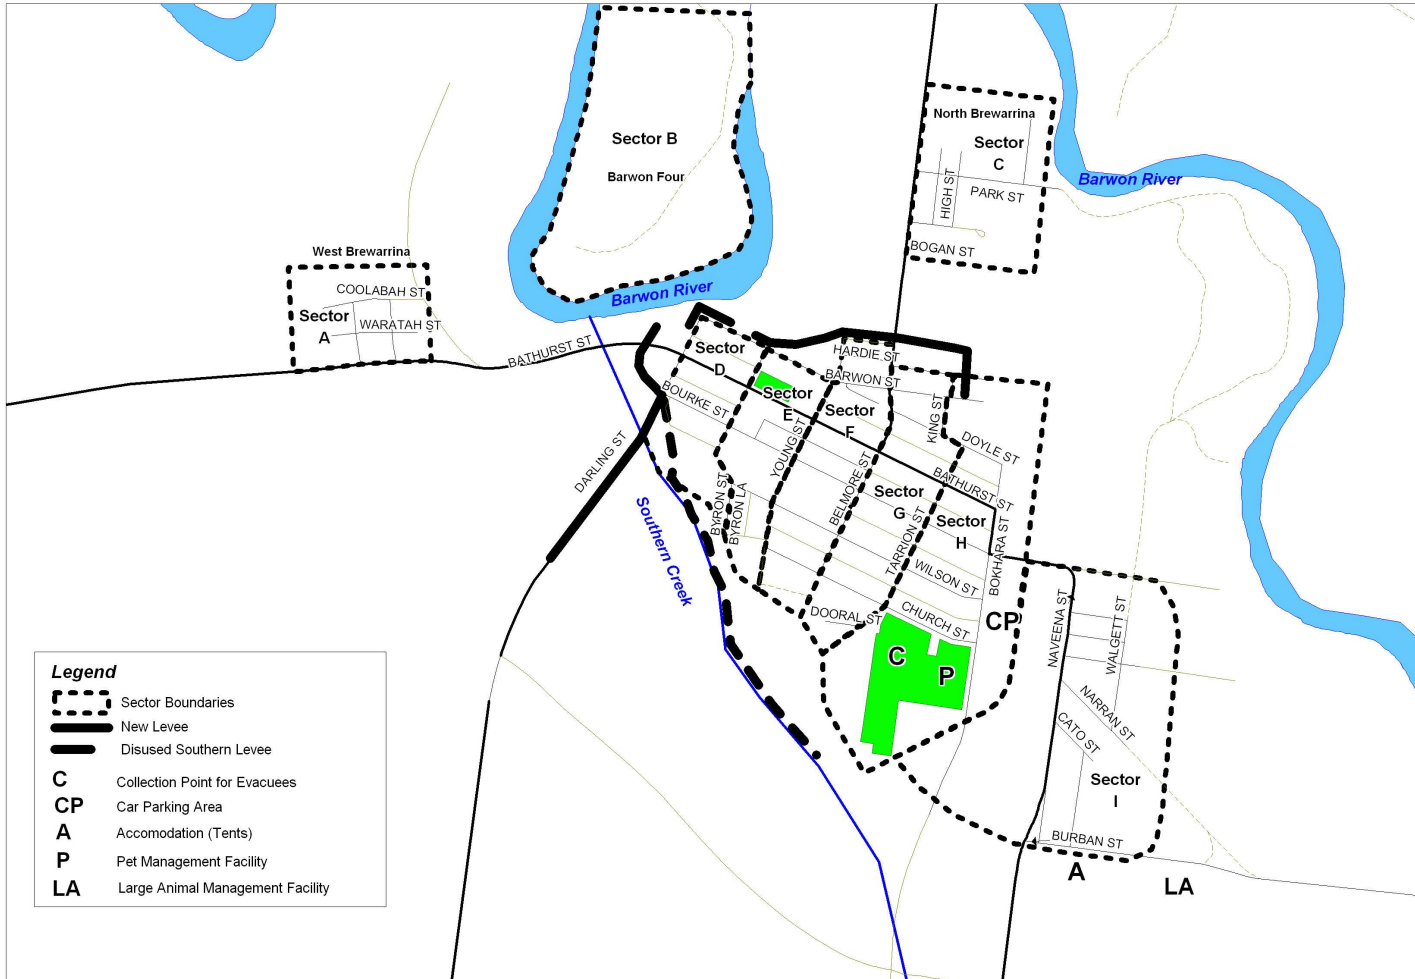 Sector B
Barwon Four
North Brewarrina
Sector
C
HIGH ST
PARK ST
BOGAN ST
Barwon River
West Brewarrina
COOLABAH ST
Sector
A
WARATAH ST
BATHURST ST
Barwon River
Sector
D
HARDIE ST
BARWON ST
BOURKE ST
Sector
E
Sector
F
KING ST
DOYLE ST
YOUNG ST
DARLING ST
BATHURST ST
BELMORE ST
Sector
G
BYRON ST
BYRON LA
Sector
H
TARRION ST
BOKHARA ST
Southern Creek
WILSON ST
CHURCH ST
DOORAL ST
CP
NAVEENA ST
WALGETT ST
C
P
NARRAN ST
CATO ST
Sector
I
BURBAN ST
A
LA
Legend
Sector Boundaries
New Levee
Disused Southern Levee
C Collection Point for Evacuees
CP Car Parking Area
A Accomodation (Tents)
P Pet Management Facility
LA Large Animal Management Facility